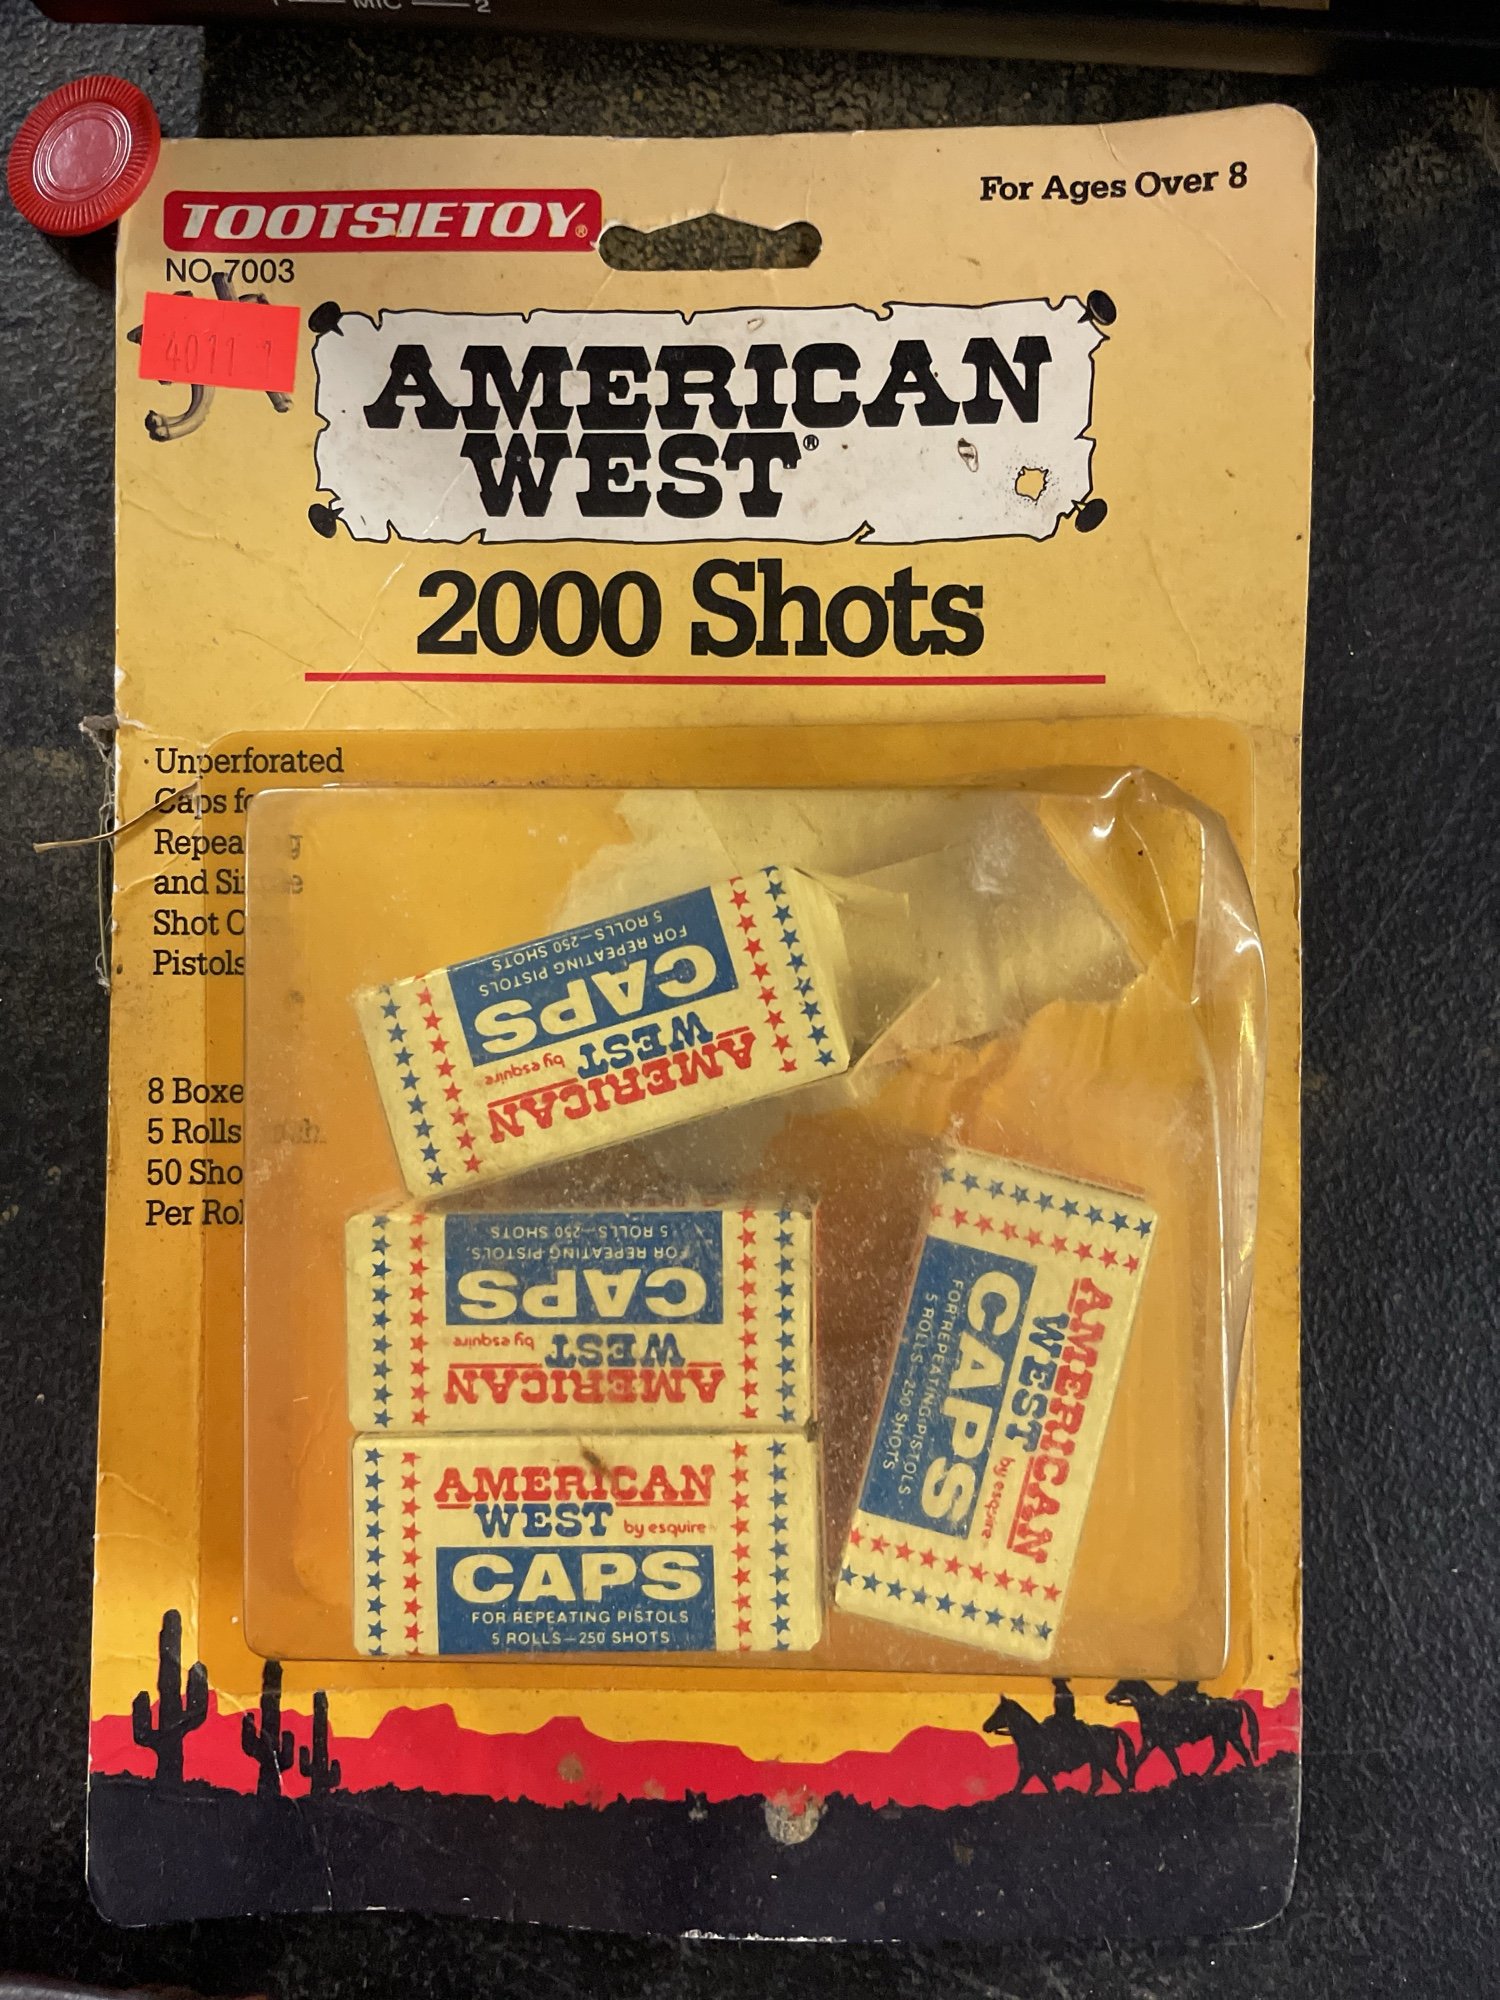 MIC 2
For Ages Over 8
TOOTSIETOY®
NO. 7003
4011 1
AMERICAN
WEST®
2000 Shots
· Unperforated
Caps fo
Repea g
and Si le
Shot C
Pistols
8 Boxe
5 Rolls
50 Sho
Per Rol
AMERICAN
WEST by esquire
CAPS
FOR REPEATING PISTOLS
5 ROLLS—250 SHOTS
AMERICAN
WEST by esquire
CAPS
FOR REPEATING PISTOLS
5 ROLLS—250 SHOTS
AMERICAN
WEST by esquire
CAPS
FOR REPEATING PISTOLS
5 ROLLS—250 SHOTS
AMERICAN
WEST by esquire
CAPS
FOR REPEATING PISTOLS
5 ROLLS—250 SHOTS